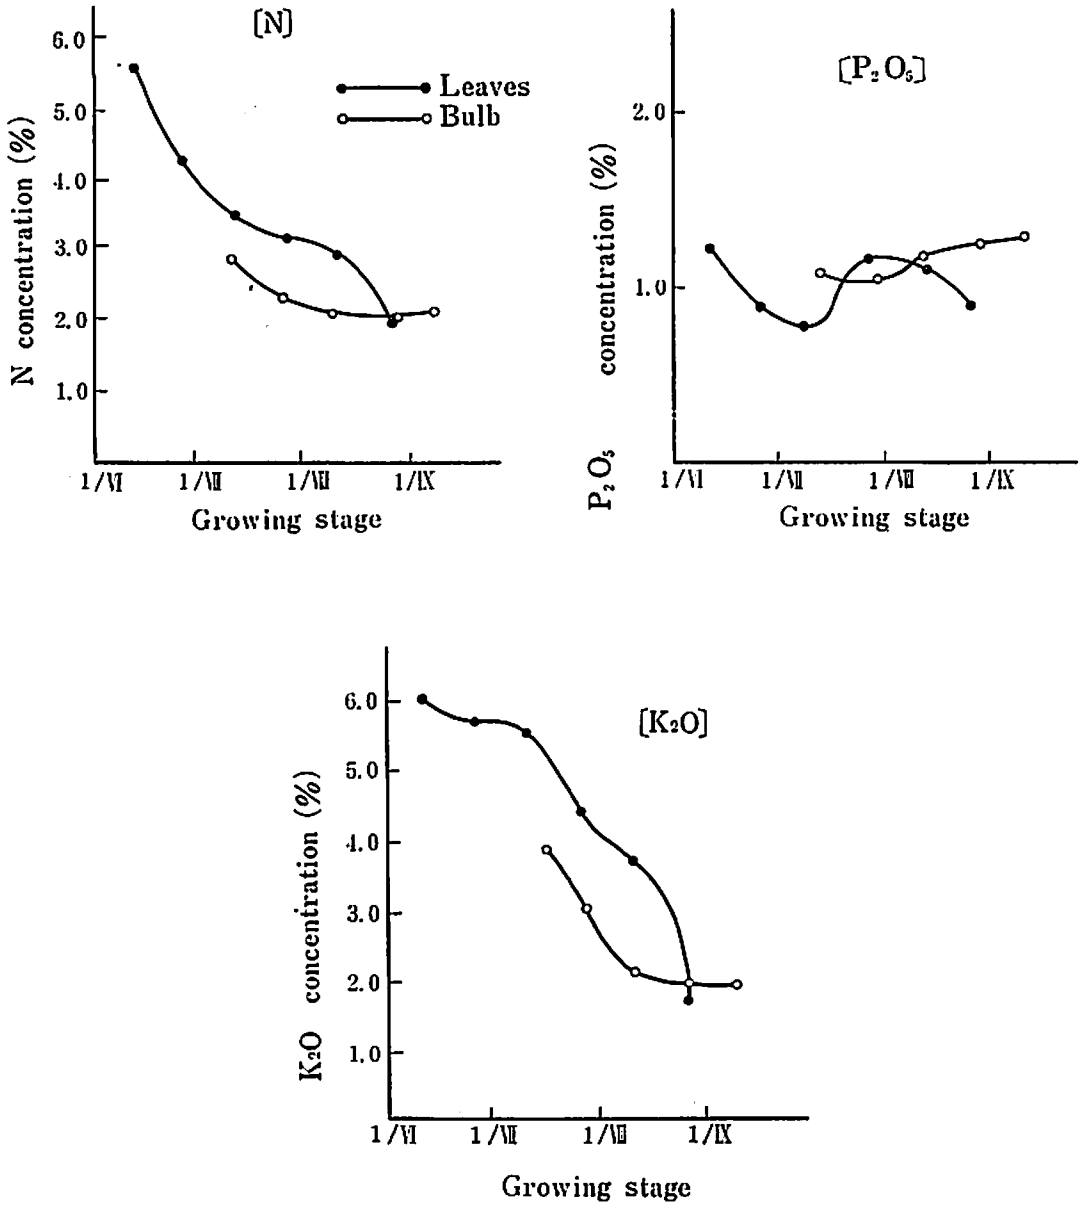 [N]
6.0
5.0
4.0
3.0
2.0
1.0
N concentration (%)
Leaves
Bulb
1/Ⅵ 1/Ⅶ 1/Ⅷ 1/Ⅸ
Growing stage
[P₂O₅]
2.0
1.0
P₂O₅ concentration (%)
1/Ⅵ 1/Ⅶ 1/Ⅷ 1/Ⅸ
Growing stage
[K₂O]
6.0
5.0
4.0
3.0
2.0
1.0
K₂O concentration (%)
1/Ⅵ 1/Ⅶ 1/Ⅷ 1/Ⅸ
Growing stage